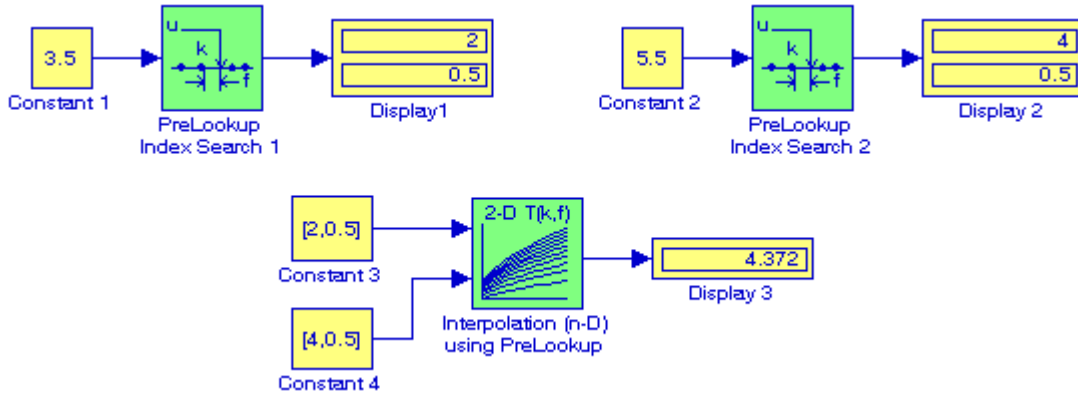 3.5
Constant 1
u
k
f
PreLookup
Index Search 1
2
0.5
Display1
5.5
Constant 2
u
k
f
PreLookup
Index Search 2
4
0.5
Display 2
[2,0.5]
Constant 3
[4,0.5]
Constant 4
2-D T(k,f)
Interpolation (n-D)
using PreLookup
4.372
Display 3